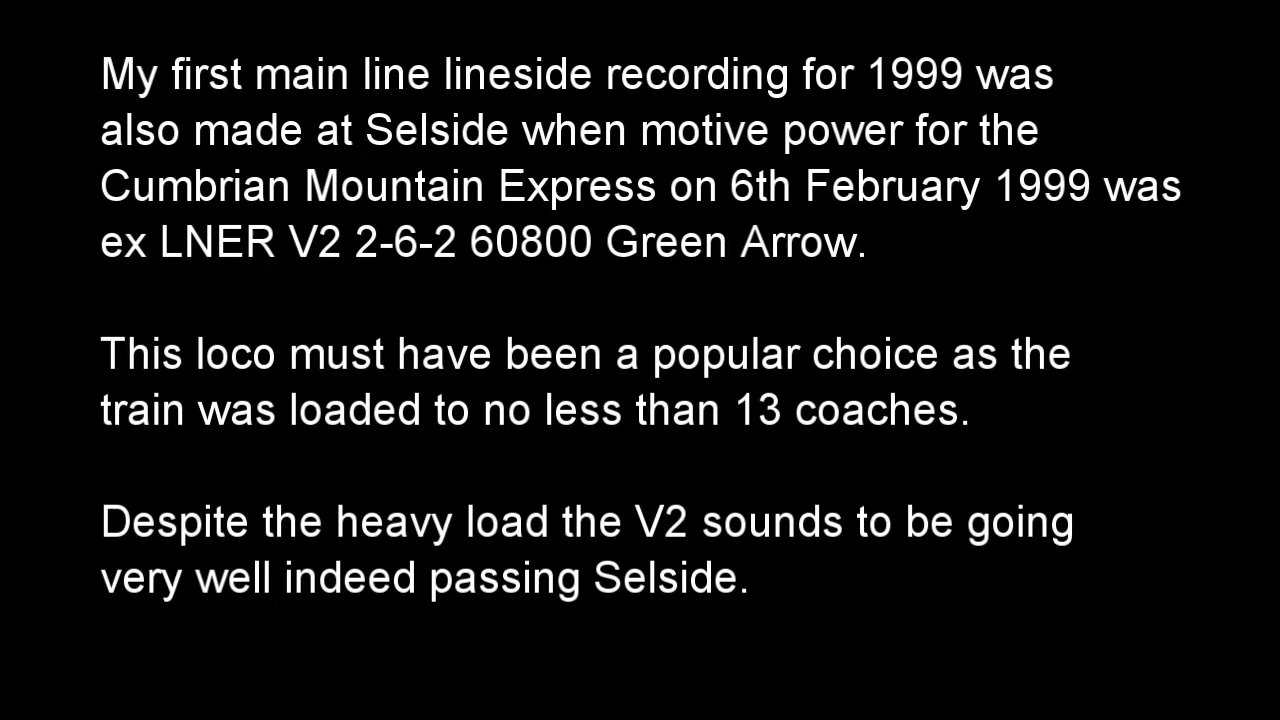 My first main line lineside recording for 1999 was
also made at Selside when motive power for the
Cumbrian Mountain Express on 6th February 1999 was
ex LNER V2 2-6-2 60800 Green Arrow.
This loco must have been a popular choice as the
train was loaded to no less than 13 coaches.
Despite the heavy load the V2 sounds to be going
very well indeed passing Selside.